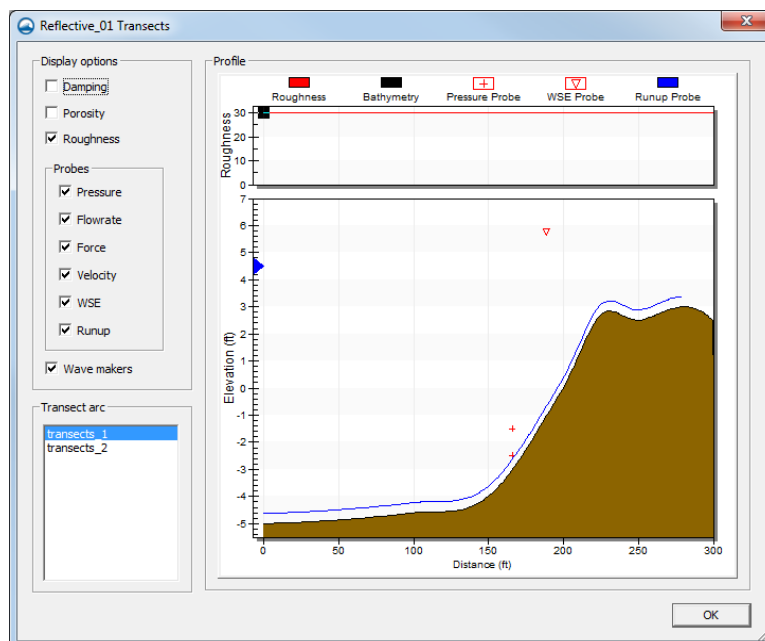 Reflective_01 Transects
Display options
Damping
Porosity
Roughness
Probes
Pressure
Flowrate
Force
Velocity
WSE
Runup
Wave makers
Transect arc
transects_1
transects_2
Profile
Roughness Bathymetry Pressure Probe WSE Probe Runup Probe
Roughness
30
20
10
0
Elevation (ft)
7
6
5
4
3
2
1
0
-1
-2
-3
-4
-5
0 50 100 150 200 250 300
Distance (ft)
OK